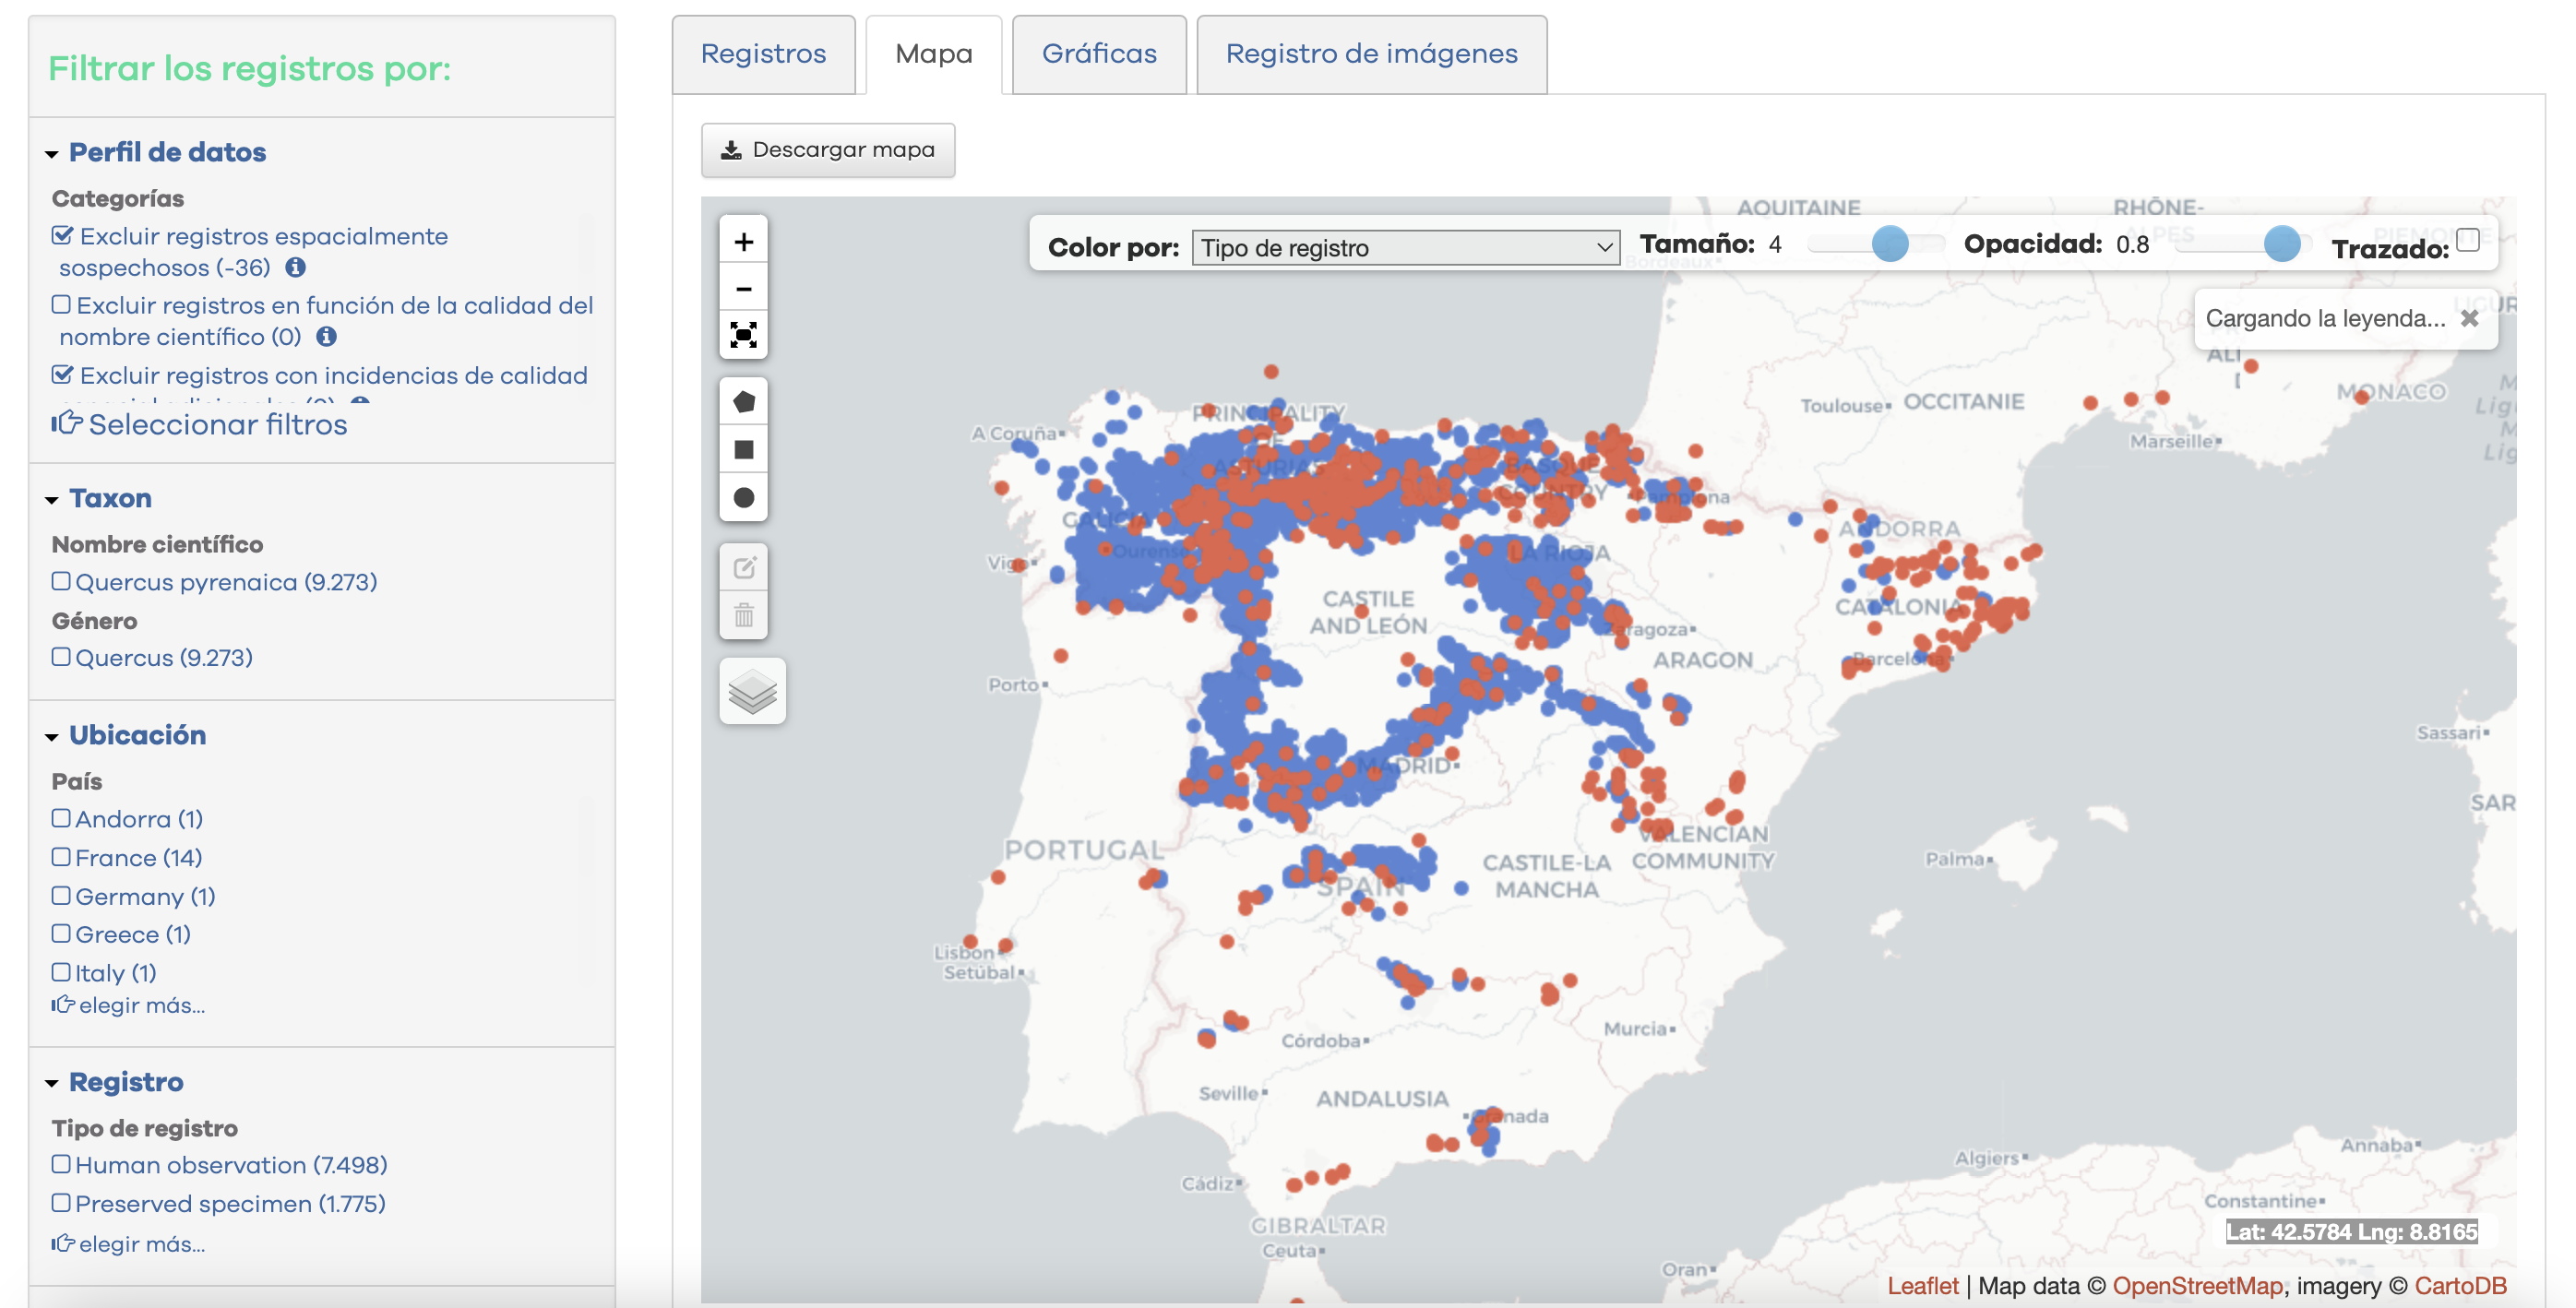 Filtrar los registros por:
Perfil de datos
Categorías
Excluir registros espacialmente
sospechosos (-36)
Excluir registros en función de la calidad del
nombre científico (0)
Excluir registros con incidencias de calidad
Seleccionar filtros
Taxon
Nombre científico
Quercus pyrenaica (9.273)
Género
Quercus (9.273)
Ubicación
País
Andorra (1)
France (14)
Germany (1)
Greece (1)
Italy (1)
elegir más...
Registro
Tipo de registro
Human observation (7.498)
Preserved specimen (1.775)
elegir más...
Registros
Mapa
Gráficas
Registro de imágenes
Descargar mapa
+
−
AQUITAINE
RHÔNE-
ALPES
PIEMONTE
Color por: Tipo de registro Tamaño: 4 Opacidad: 0.8 Trazado:
Bordeaux
Cargando la leyenda...
MONACO
Toulouse
OCCITANIE
Marseille
PRINCIPALITY
ASTURIAS
A Coruña
BASQUE
COUNTRY
Pamplona
GALICIA
Ourense
Vigo
ANDORRA
LA RIOJA
CASTILE
AND LEÓN
CATALONIA
Zaragoza
ARAGON
Barcelona
Porto
Sassari
MADRID
SAR
PORTUGAL
VALENCIAN
COMMUNITY
CASTILE-LA
MANCHA
SPAIN
Palma
Lisbon
Setúbal
Murcia
Córdoba
Seville
ANDALUSIA
Granada
Algiers
Annaba
Cádiz
Constantine
GIBRALTAR
Ceuta
Lat: 42.5784 Lng: 8.8165
Oran
Leaflet | Map data © OpenStreetMap, imagery © CartoDB